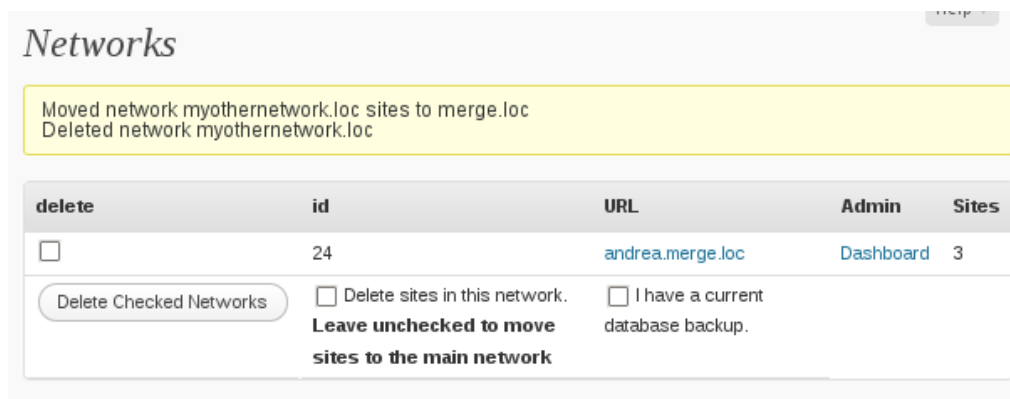 Networks
Moved network myothernetwork.loc sites to merge.loc
Deleted network myothernetwork.loc
delete id URL Admin Sites
24 andrea.merge.loc Dashboard 3
Delete Checked Networks Delete sites in this network. I have a current
Leave unchecked to move database backup.
sites to the main network